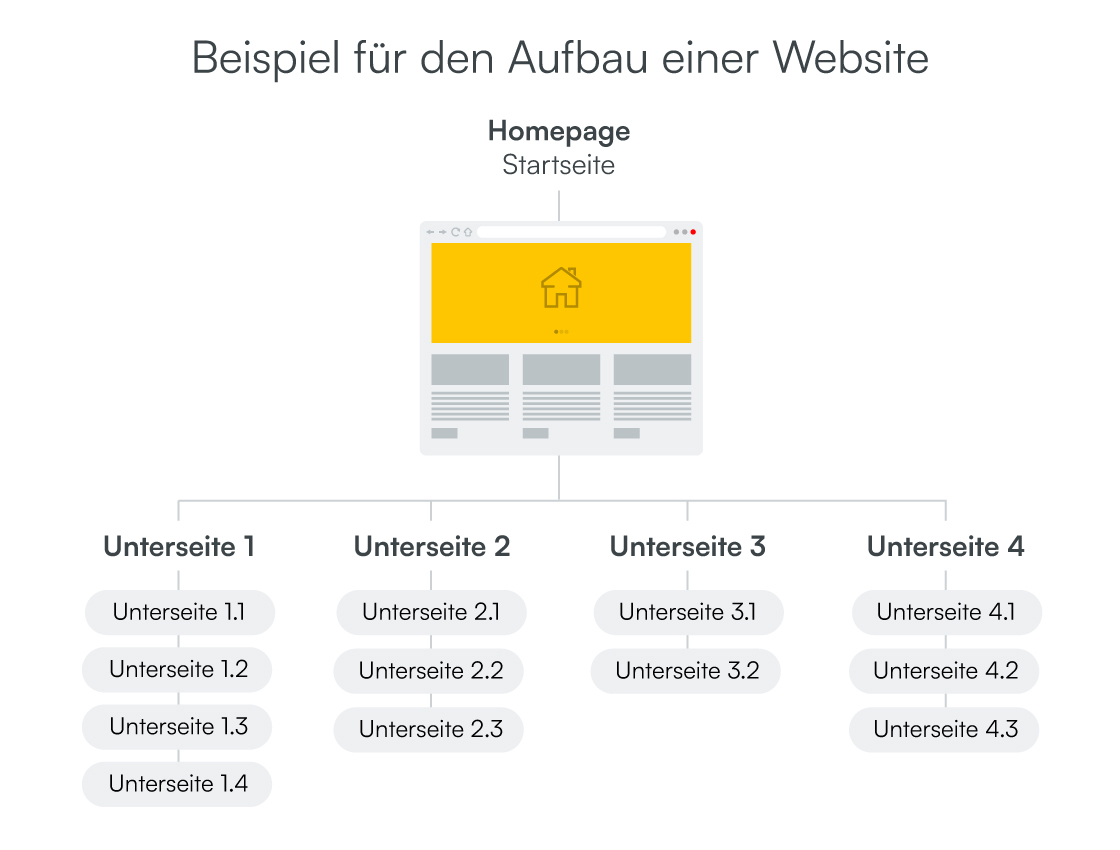 Beispiel für den Aufbau einer Website
Homepage
Startseite
Unterseite 1
Unterseite 1.1
Unterseite 1.2
Unterseite 1.3
Unterseite 1.4
Unterseite 2
Unterseite 2.1
Unterseite 2.2
Unterseite 2.3
Unterseite 3
Unterseite 3.1
Unterseite 3.2
Unterseite 4
Unterseite 4.1
Unterseite 4.2
Unterseite 4.3